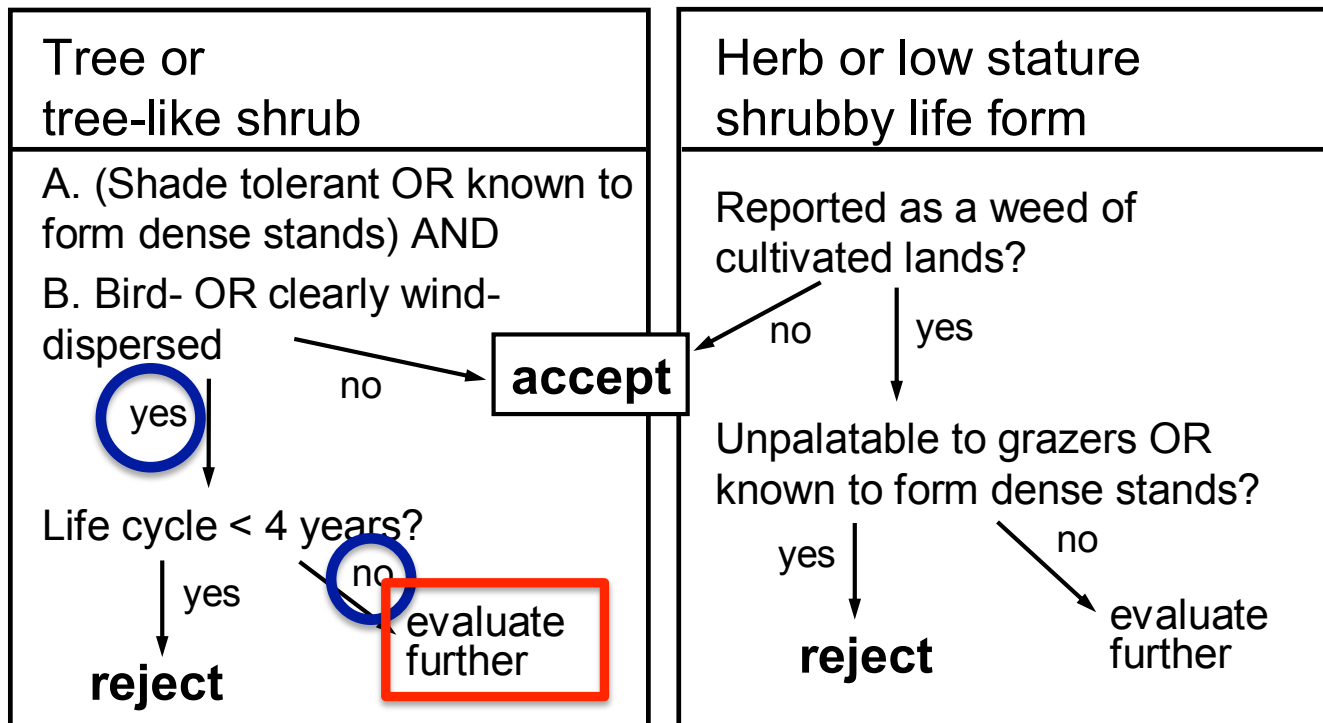 Tree or
tree-like shrub
A. (Shade tolerant OR known to
form dense stands) AND
B. Bird- OR clearly wind-
dispersed
yes
no
accept
Life cycle < 4 years?
yes
no
reject
evaluate
further
Herb or low stature
shrubby life form
Reported as a weed of
cultivated lands?
no
yes
Unpalatable to grazers OR
known to form dense stands?
yes
no
reject
evaluate
further